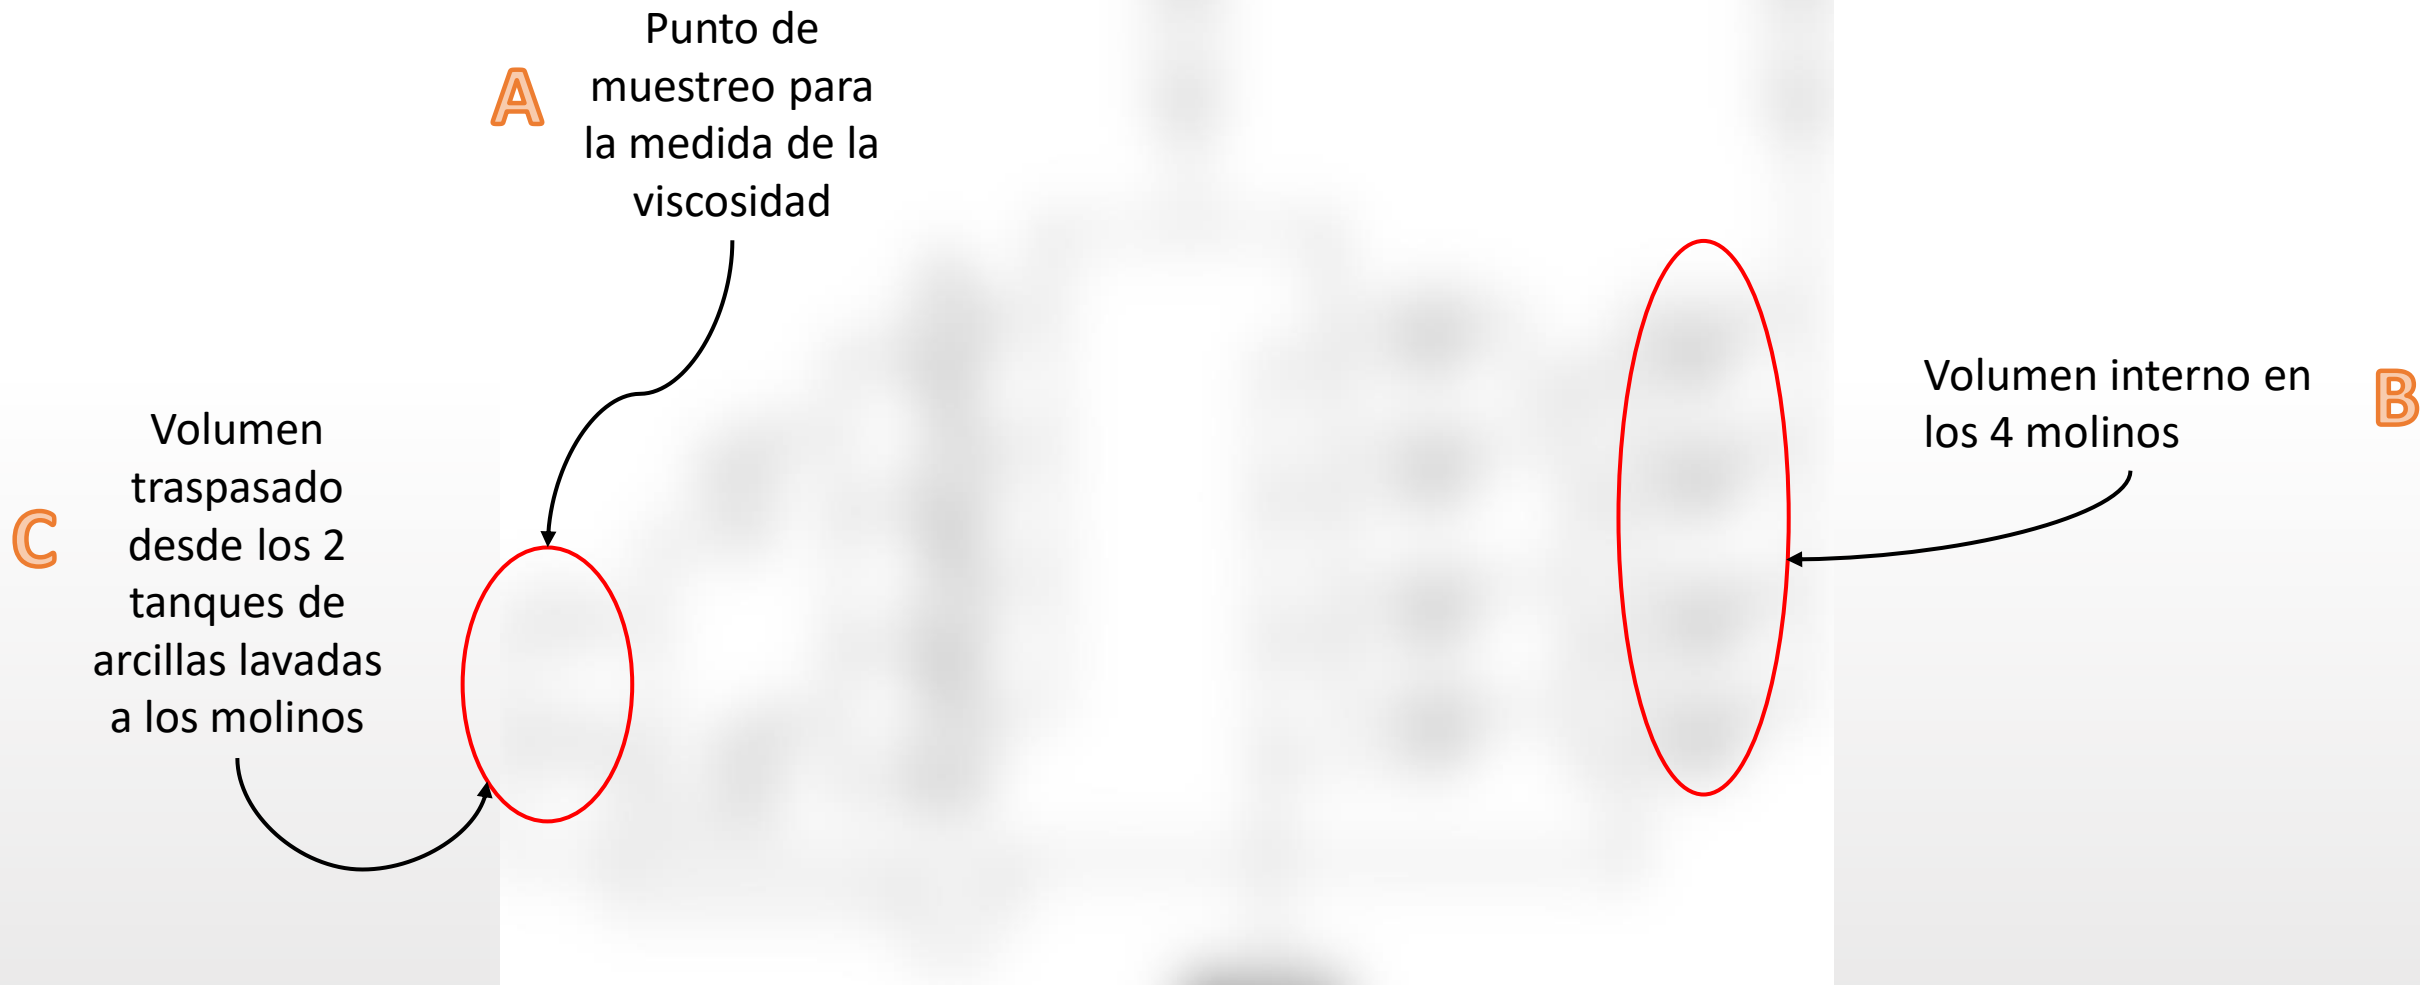 A
Punto de
muestreo para
la medida de la
viscosidad
Volumen interno en
los 4 molinos
B
C
Volumen
traspasado
desde los 2
tanques de
arcillas lavadas
a los molinos